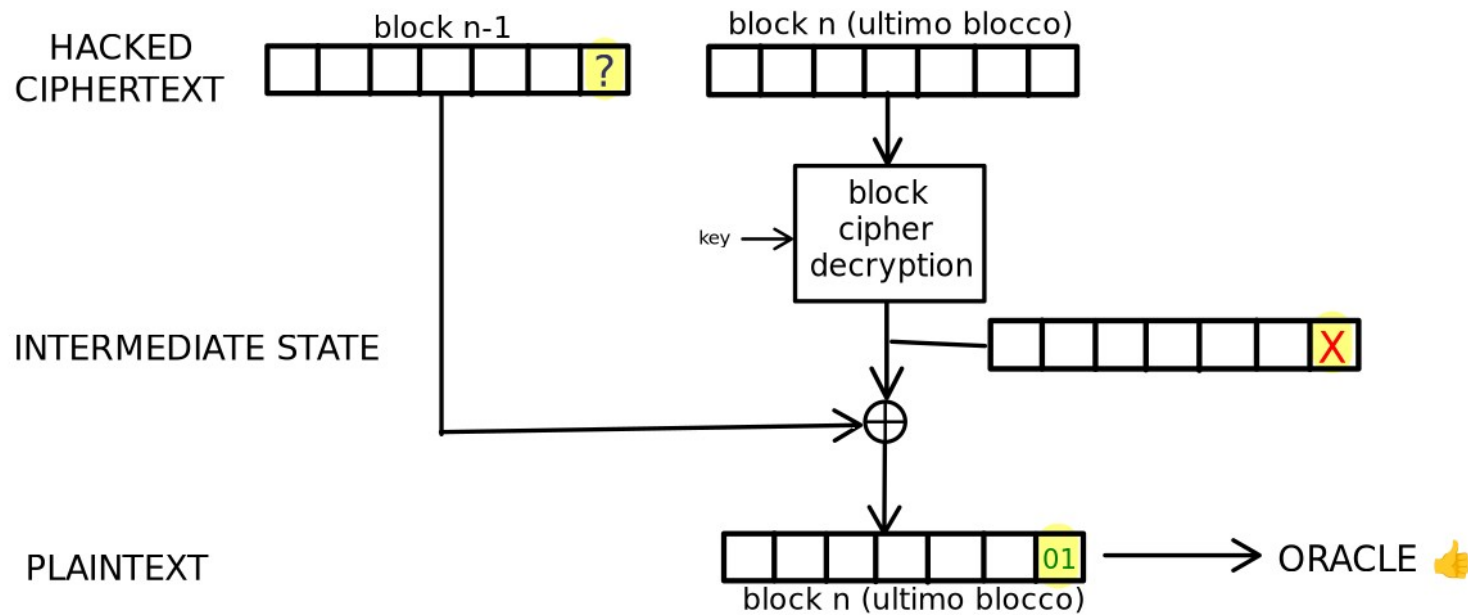 HACKED
CIPHERTEXT
block n-1
?
block n (ultimo blocco)
block
cipher
decryption
key
INTERMEDIATE STATE
X
PLAINTEXT
01
ORACLE 👍
block n (ultimo blocco)